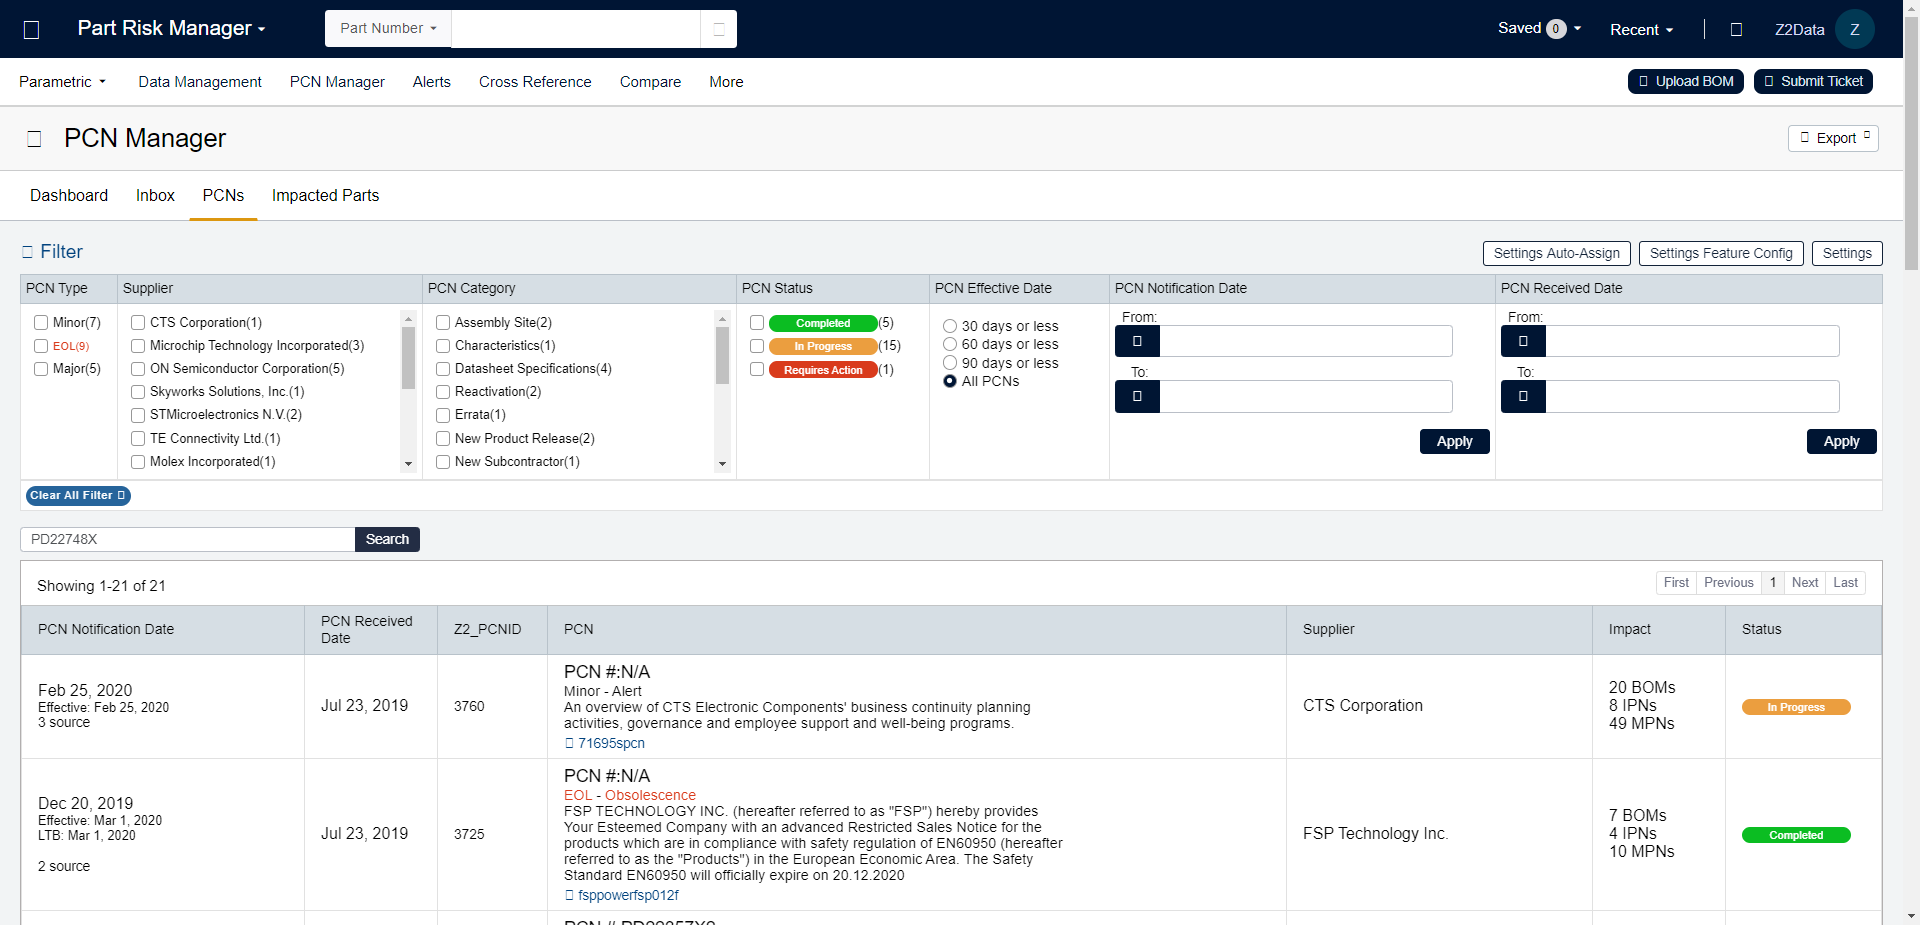 Part Risk Manager
Part Number
Saved 0
Recent
Z2Data
Z
Parametric
Data Management
PCN Manager
Alerts
Cross Reference
Compare
More
Upload BOM
Submit Ticket
PCN Manager
Export
Dashboard
Inbox
PCNs
Impacted Parts
Filter
Settings Auto-Assign
Settings Feature Config
Settings
PCN Type
Supplier
PCN Category
PCN Status
PCN Effective Date
PCN Notification Date
PCN Received Date
Minor(7)
EOL(9)
Major(5)
CTS Corporation(1)
Microchip Technology Incorporated(3)
ON Semiconductor Corporation(5)
Skyworks Solutions, Inc.(1)
STMicroelectronics N.V.(2)
TE Connectivity Ltd.(1)
Molex Incorporated(1)
Assembly Site(2)
Characteristics(1)
Datasheet Specifications(4)
Reactivation(2)
Errata(1)
New Product Release(2)
New Subcontractor(1)
Completed (5)
In Progress (15)
Requires Action (1)
30 days or less
60 days or less
90 days or less
All PCNs
From:
To:
Apply
From:
To:
Apply
Clear All Filter
PD22748X
Search
Showing 1-21 of 21
First
Previous
1
Next
Last
PCN Notification Date
PCN Received
Date
Z2_PCNID
PCN
Supplier
Impact
Status
Feb 25, 2020
Effective: Feb 25, 2020
3 source
Jul 23, 2019
3760
PCN #:N/A
Minor - Alert
An overview of CTS Electronic Components' business continuity planning
activities, governance and employee support and well-being programs.
71695spcn
CTS Corporation
20 BOMs
8 IPNs
49 MPNs
In Progress
Dec 20, 2019
Effective: Mar 1, 2020
LTB: Mar 1, 2020
2 source
Jul 23, 2019
3725
PCN #:N/A
EOL - Obsolescence
FSP TECHNOLOGY INC. (hereafter referred to as "FSP") hereby provides
Your Esteemed Company with an advanced Restricted Sales Notice for the
products which are in compliance with safety regulation of EN60950 (hereafter
referred to as the "Products") in the European Economic Area. The Safety
Standard EN60950 will officially expire on 20.12.2020
fsppowerfsp012f
FSP Technology Inc.
7 BOMs
4 IPNs
10 MPNs
Completed